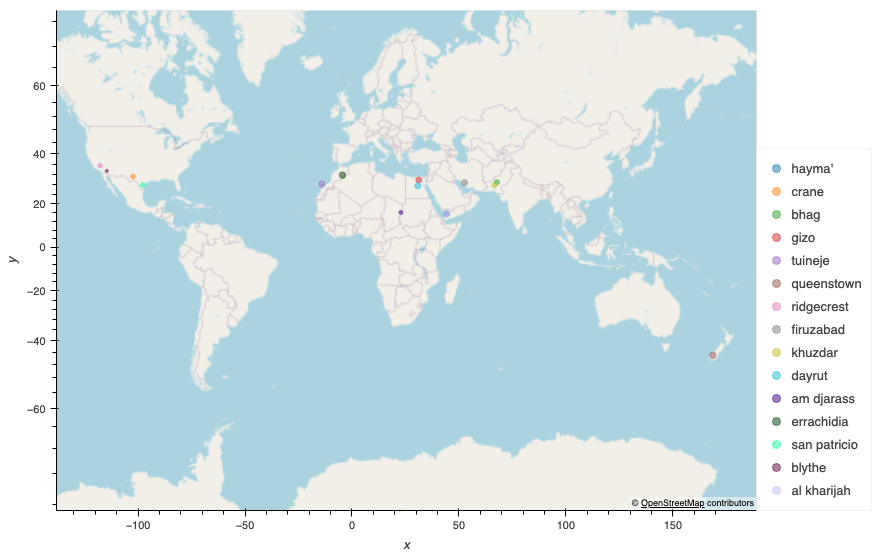 60
40
20
0
−20
−40
−60
y
−100
−50
0
50
100
150
x
© OpenStreetMap contributors
hayma'
crane
bhag
gizo
tuineje
queenstown
ridgecrest
firuzabad
khuzdar
dayrut
am djarass
errachidia
san patricio
blythe
al kharijah